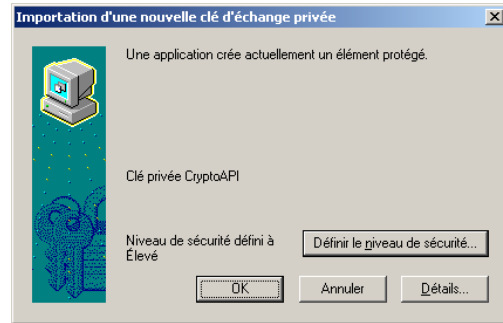 Importation d'une nouvelle clé d'échange privée
Une application crée actuellement un élément protégé.
Clé privée CryptoAPI
Niveau de sécurité défini à
Élevé
Définir le niveau de sécurité...
OK
Annuler
Détails...